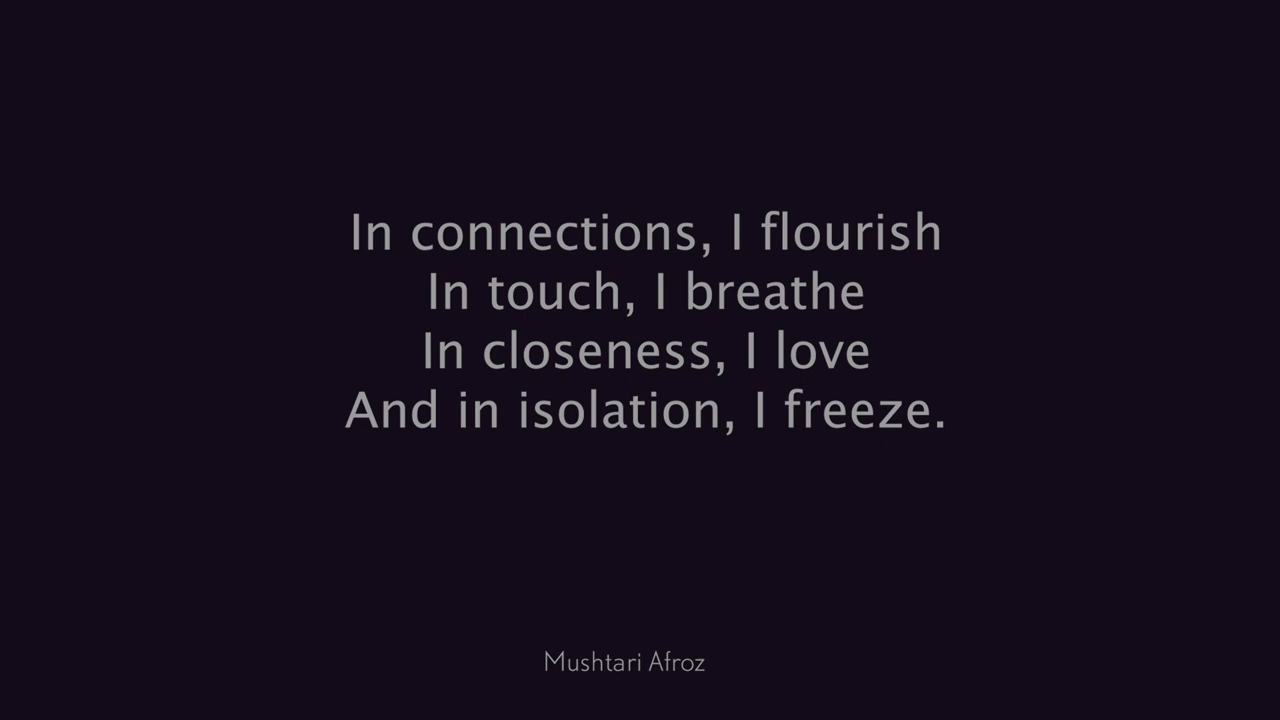 In connections, I flourish
In touch, I breathe
In closeness, I love
And in isolation, I freeze.
Mushtari Afroz